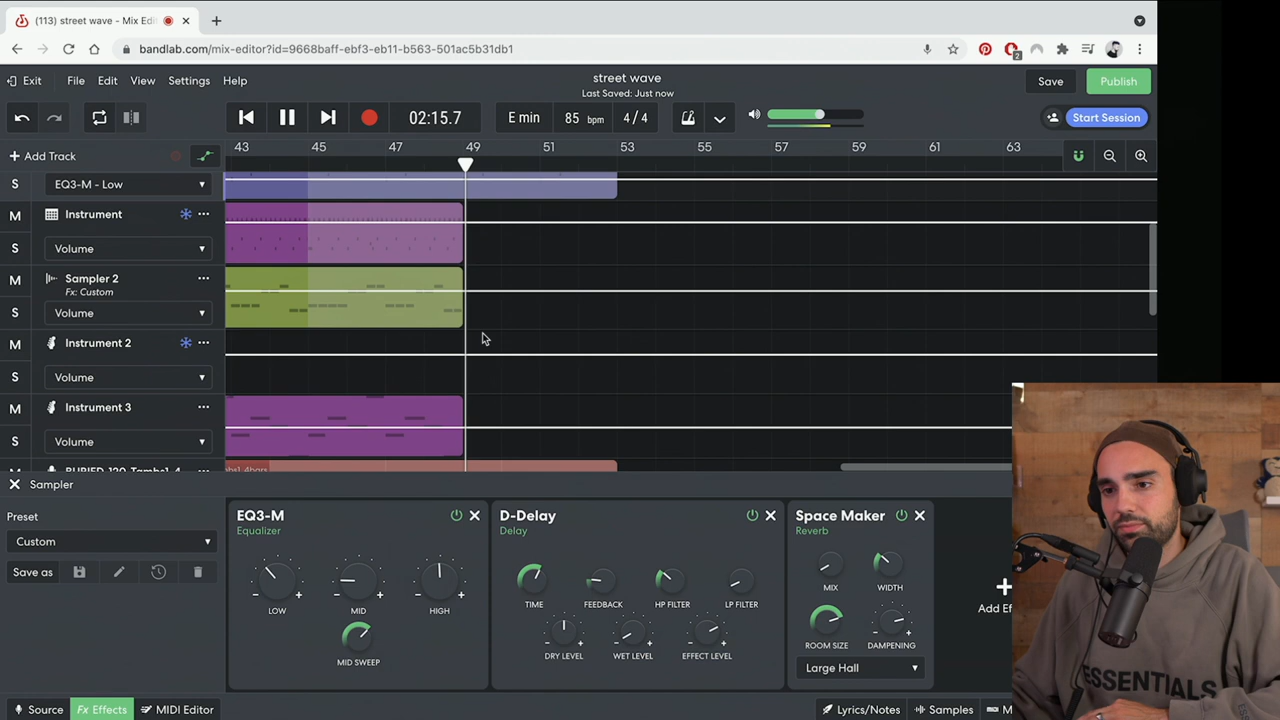 (113) street wave - Mix Edi
bandlab.com/mix-editor?id=9668baff-ebf3-eb11-b563-501ac5b31db1
2
Exit
File
Edit
View
Settings
Help
street wave
Last Saved: Just now
Save
Publish
02:15.7
E min
85 bpm
4 / 4
Start Session
Add Track
43
45
47
49
51
53
55
57
59
61
63
S
EQ3-M - Low
M
Instrument
S
Volume
M
Sampler 2
Fx: Custom
S
Volume
M
Instrument 2
S
Volume
M
Instrument 3
S
Volume
BURIED_120_Tambs1_4
mbs1_4bars
Sampler
Preset
Custom
Save as
EQ3-M
Equalizer
LOW
MID
HIGH
MID SWEEP
D-Delay
Delay
TIME
FEEDBACK
HP FILTER
LP FILTER
DRY LEVEL
WET LEVEL
EFFECT LEVEL
Space Maker
Reverb
MIX
WIDTH
ROOM SIZE
DAMPENING
Large Hall
Add Ef
Source
Fx Effects
MIDI Editor
Lyrics/Notes
Samples
M
ESSENTIALS